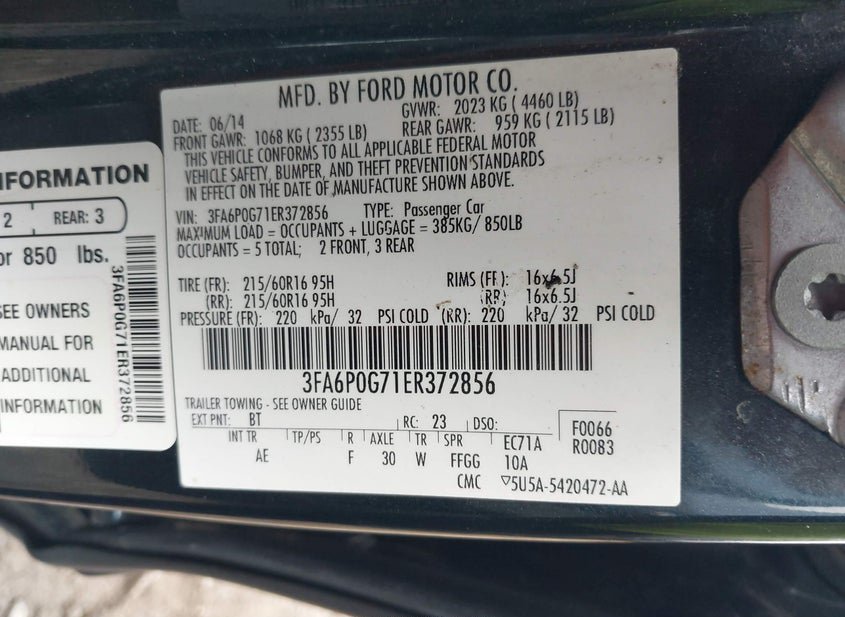 MFD. BY FORD MOTOR CO.
DATE: 06/14 GVWR: 2023 KG ( 4460 LB)
FRONT GAWR: 1068 KG ( 2355 LB) REAR GAWR: 959 KG ( 2115 LB)
THIS VEHICLE CONFORMS TO ALL APPLICABLE FEDERAL MOTOR
VEHICLE SAFETY, BUMPER, AND THEFT PREVENTION STANDARDS
IN EFFECT ON THE DATE OF MANUFACTURE SHOWN ABOVE.
VIN: 3FA6P0G71ER372856 TYPE: Passenger Car
MAXIMUM LOAD = OCCUPANTS + LUGGAGE = 385KG/ 850LB
OCCUPANTS = 5 TOTAL; 2 FRONT, 3 REAR
TIRE (FR): 215/60R16 95H RIMS (FR): 16x6.5J
(RR): 215/60R16 95H (RR): 16x6.5J
PRESSURE (FR): 220 kPa/ 32 PSI COLD (RR): 220 kPa/ 32 PSI COLD
3FA6P0G71ER372856
TRAILER TOWING - SEE OWNER GUIDE
EXT PNT: BT RC: 23 DSO: F0066
INT TR TP/PS R AXLE TR SPR EC71A R0083
AE F 30 W FFGG 10A
CMC ▽5U5A-5420472-AA
NFORMATION
2 REAR: 3
or 850 lbs.
SEE OWNERS
MANUAL FOR
ADDITIONAL
INFORMATION
3FA6P0G71ER372856